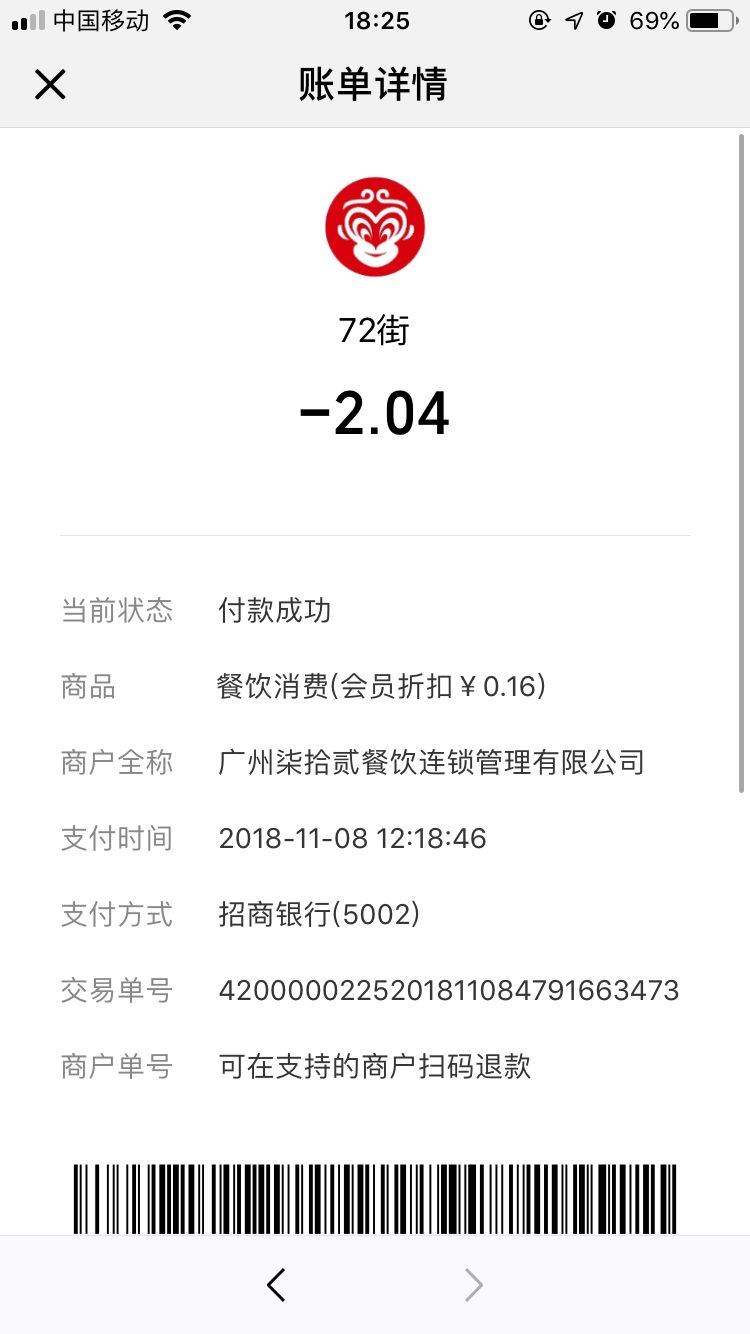 中国移动 18:25 69%
账单详情
72街
-2.04
当前状态 付款成功
商品 餐饮消费(会员折扣￥0.16)
商户全称 广州柒拾贰餐饮连锁管理有限公司
支付时间 2018-11-08 12:18:46
支付方式 招商银行(5002)
交易单号 4200000225201811084791663473
商户单号 可在支持的商户扫码退款